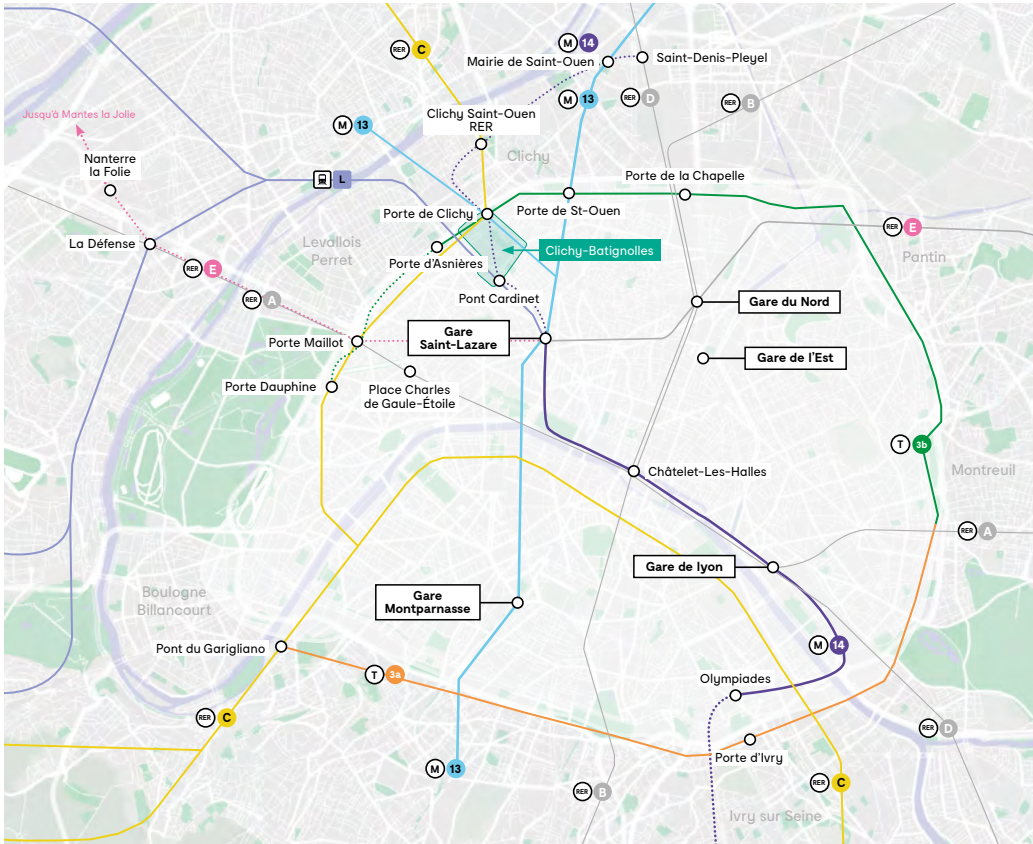 RER C
M 14
Mairie de Saint-Ouen
Saint-Denis-Pleyel
M 13
RER D
RER B
Jusqu'à Mantes la Jolie
M 13
Clichy Saint-Ouen
RER
Clichy
Nanterre
la Folie
L
Porte de la Chapelle
Porte de Clichy
Porte de St-Ouen
La Défense
Levallois
Perret
Clichy-Batignolles
RER E
Pantin
Porte d'Asnières
RER E
RER A
Pont Cardinet
Gare du Nord
Porte Maillot
Gare
Saint-Lazare
Gare de l'Est
Porte Dauphine
Place Charles
de Gaule-Étoile
T 3b
Châtelet-Les-Halles
Montreuil
RER A
Gare de lyon
Boulogne
Billancourt
Gare
Montparnasse
Pont du Garigliano
M 14
T 3a
Olympiades
RER C
RER D
Porte d'Ivry
M 13
RER B
RER C
Ivry sur Seine